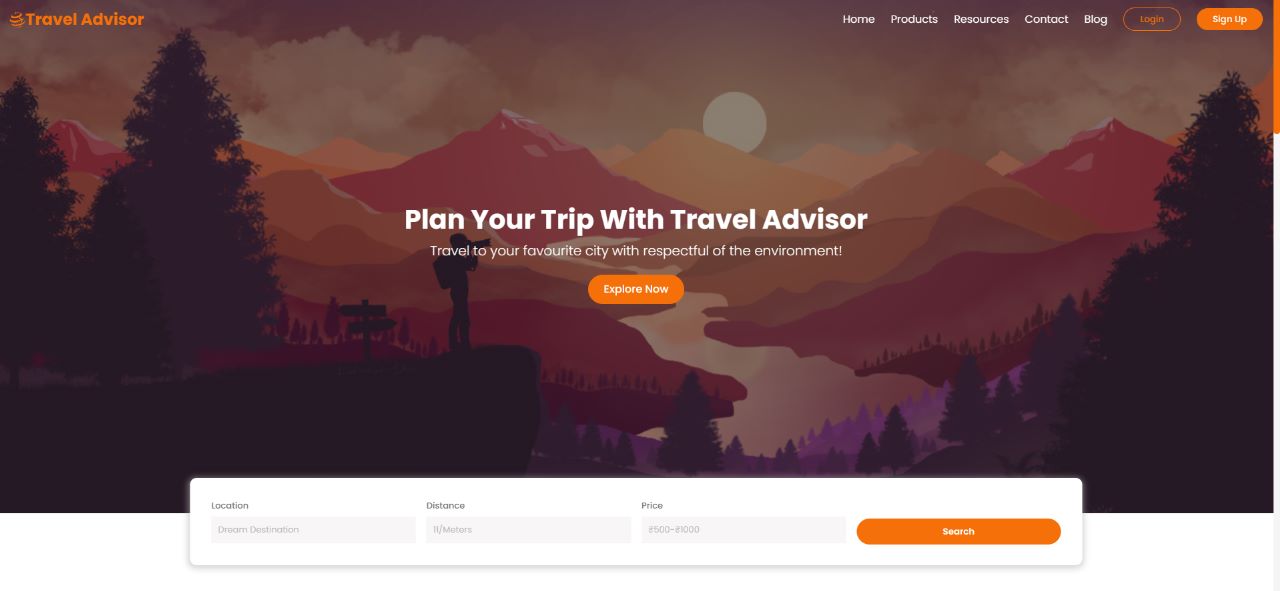 Travel Advisor
Home Products Resources Contact Blog Login Sign Up
Plan Your Trip With Travel Advisor
Travel to your favourite city with respectful of the environment!
Explore Now
Location Distance Price
Dream Destination 11/Meters ₹500-₹1000 Search